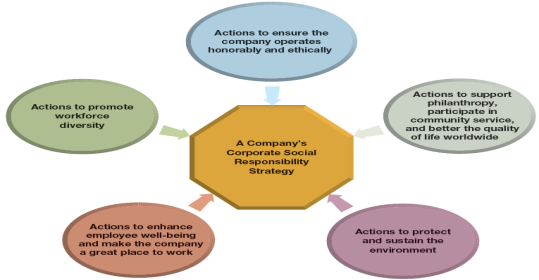 Actions to ensure the
company operates
honorably and ethically
Actions to promote
workforce
diversity
Actions to support
philanthropy,
participate in
community service,
and better the quality
of life worldwide
A Company's
Corporate Social
Responsibility
Strategy
Actions to enhance
employee well-being
and make the company
a great place to work
Actions to protect
and sustain the
environment